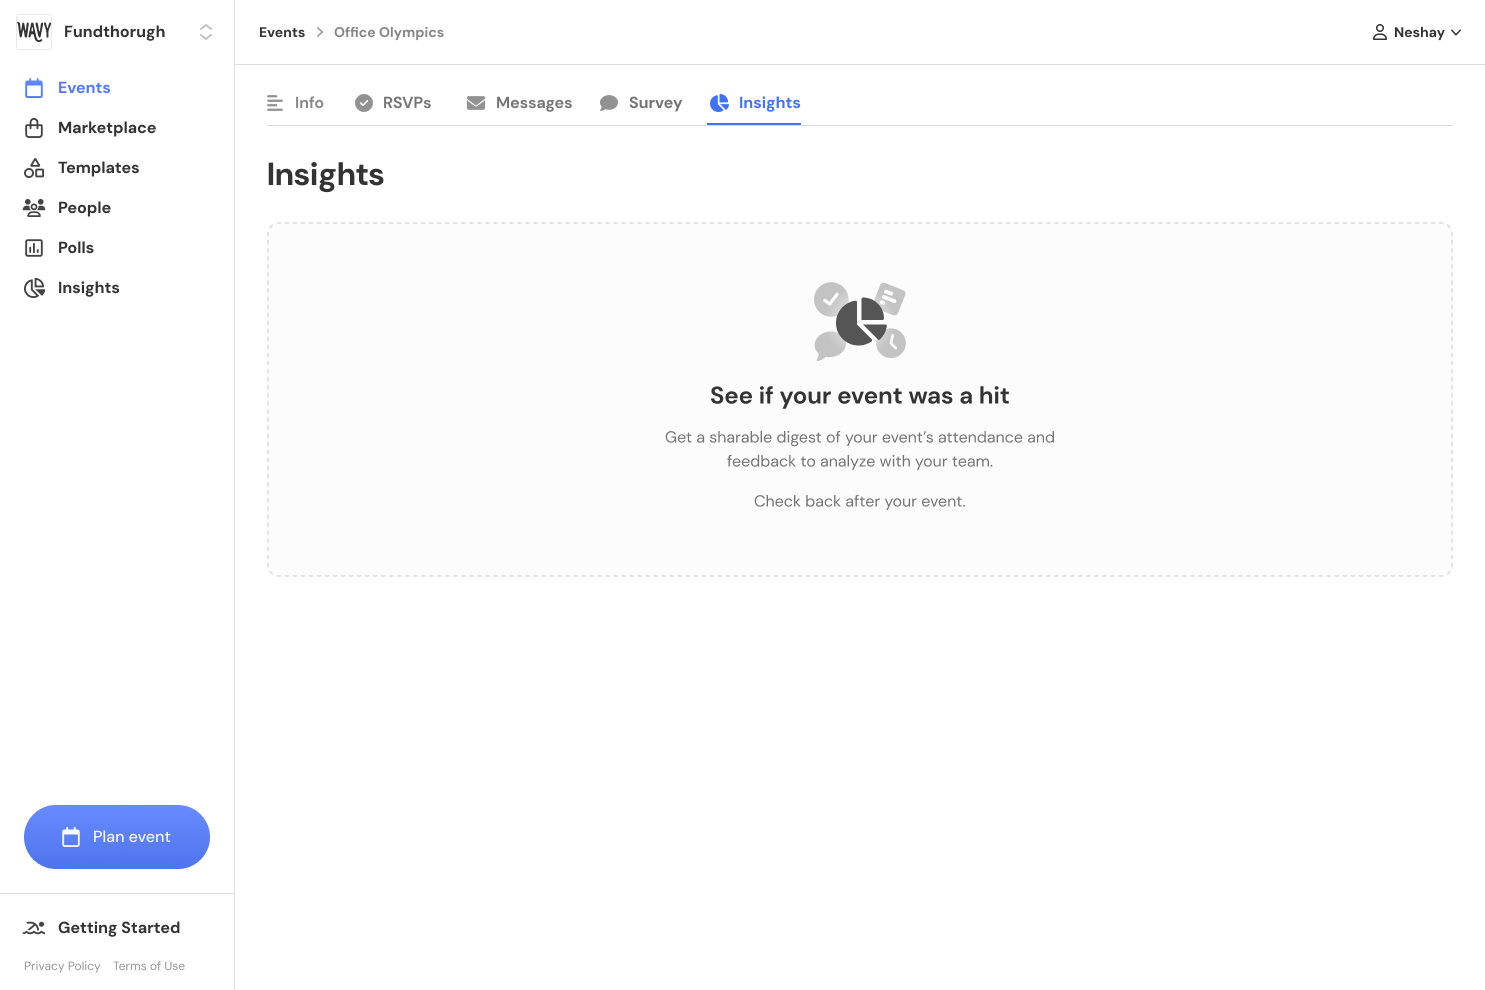 WAVY
Fundthorugh
Events
Marketplace
Templates
People
Polls
Insights
Plan event
Getting Started
Privacy Policy Terms of Use
Events > Office Olympics
Neshay
Info RSVPs Messages Survey Insights
Insights
See if your event was a hit
Get a sharable digest of your event's attendance and
feedback to analyze with your team.
Check back after your event.